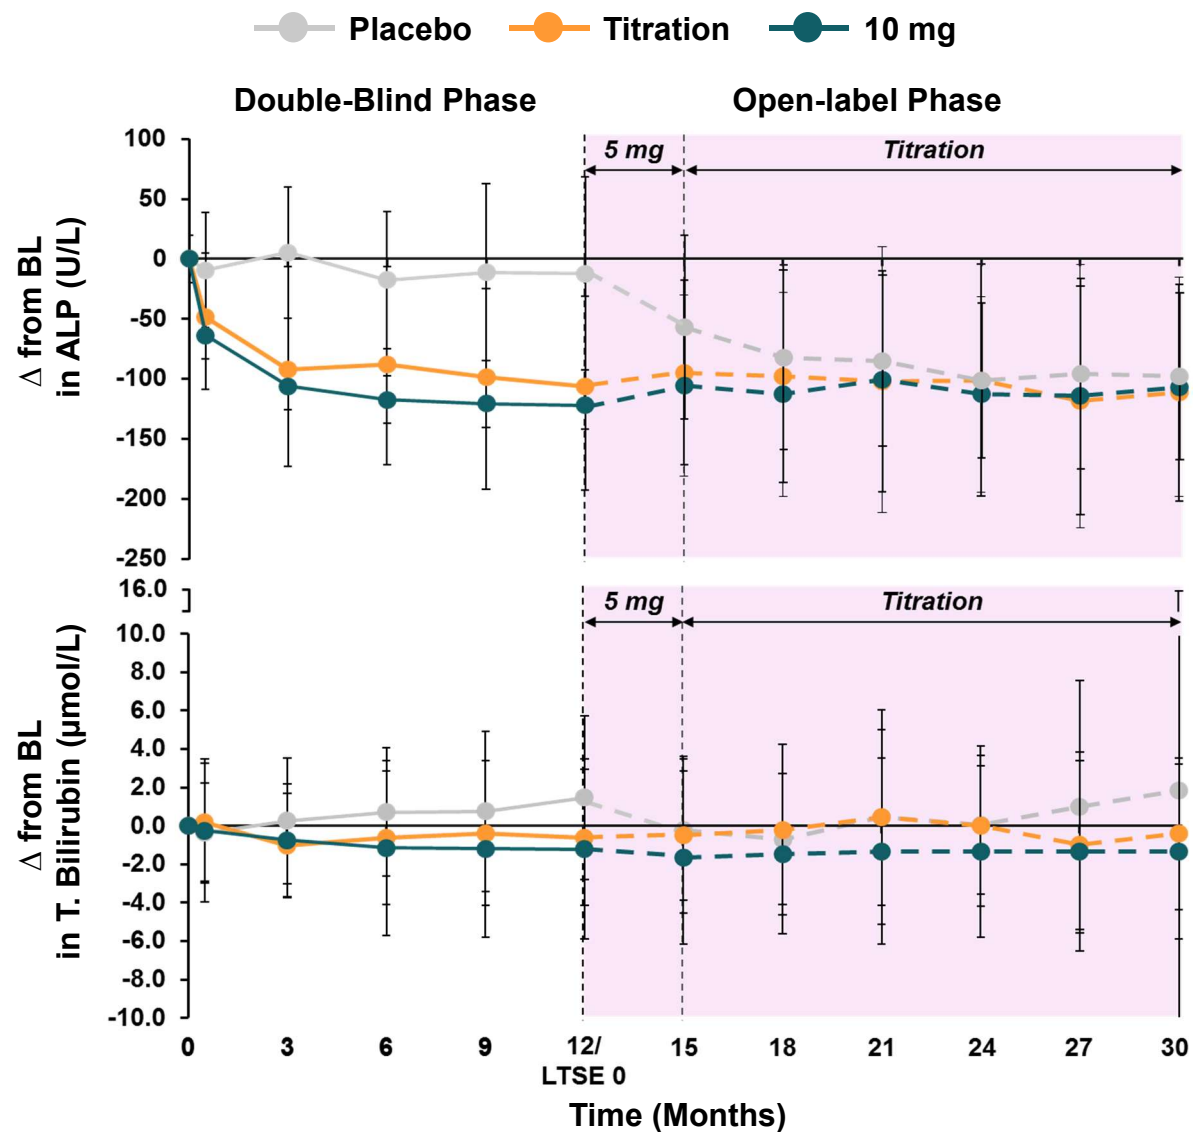 Placebo Titration 10 mg
Double-Blind Phase Open-label Phase
Δ from BL
in ALP (U/L)
100
50
0
-50
-100
-150
-200
-250
5 mg Titration
Δ from BL
in T. Bilirubin (µmol/L)
16.0
10.0
8.0
6.0
4.0
2.0
0.0
-2.0
-4.0
-6.0
-8.0
-10.0
5 mg Titration
0 3 6 9 12/ 15 18 21 24 27 30
LTSE 0
Time (Months)